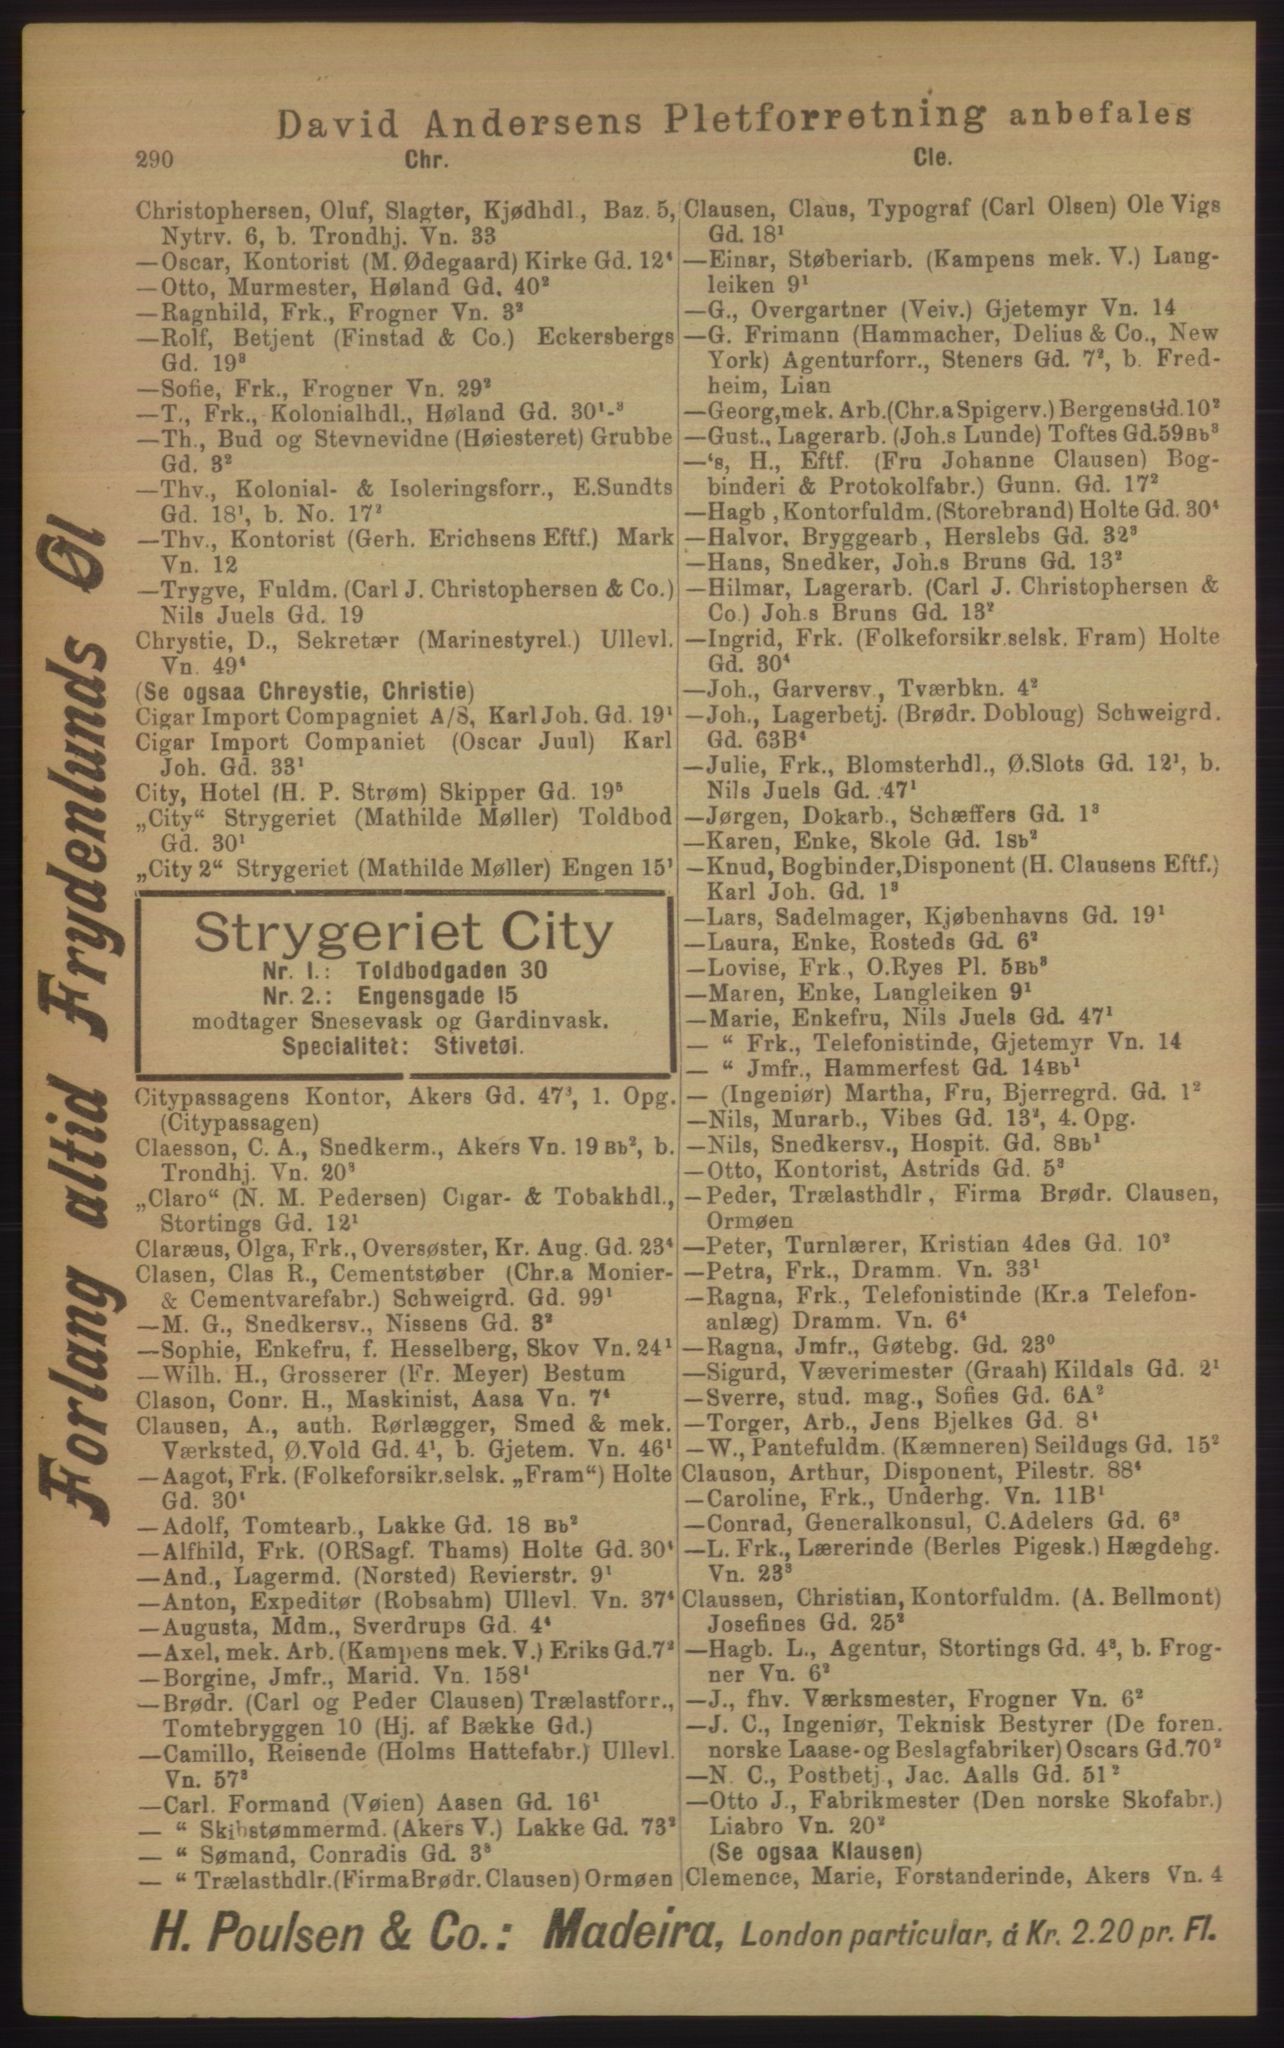 David Andersens Pletforretning anbefales
290 Chr. Cle.
Christophersen, Oluf, Slagter, Kjødhdl., Baz. 5,
Nytrv. 6, b. Trondhj. Vn. 33
—Oscar, Kontorist (M. Ødegaard) Kirke Gd. 12⁴
—Otto, Murmester, Høland Gd. 40²
—Ragnhild, Frk., Frogner Vn. 3²
—Rolf, Betjent (Finstad & Co.) Eckersbergs
Gd. 19³
—Sofie, Frk., Frogner Vn. 29²
—T., Frk., Kolonialhdl., Høland Gd. 30¹-³
—Th., Bud og Stevnevidne (Høiesteret) Grubbe
Gd. 3²
—Thv., Kolonial- & Isoleringsforr., E.Sundts
Gd. 18¹, b. No. 17²
—Thv., Kontorist (Gerh. Erichsens Eftf.) Mark
Vn. 12
—Trygve, Fuldm. (Carl J. Christophersen & Co.)
Nils Juels Gd. 19
Chrystie, D., Sekretær (Marinestyrel.) Ullevl.
Vn. 49⁴
(Se ogsaa Chreystie, Christie)
Cigar Import Compagniet A/S, Karl Joh. Gd. 19¹
Cigar Import Companiet (Oscar Juul) Karl
Joh. Gd. 33¹
City, Hotel (H. P. Strøm) Skipper Gd. 19⁵
„City“ Strygeriet (Mathilde Møller) Toldbod
Gd. 30¹
„City 2“ Strygeriet (Mathilde Møller) Engen 15¹
Strygeriet City
Nr. 1.: Toldbodgaden 30
Nr. 2.: Engensgade 15
modtager Snesevask og Gardinvask.
Specialitet: Stivetøi.
Citypassagens Kontor, Akers Gd. 47³, 1. Opg.
(Citypassagen)
Claesson, C. A., Snedkerm., Akers Vn. 19 Bb², b.
Trondhj. Vn. 20³
„Claro“ (N. M. Pedersen) Cigar- & Tobakhdl.,
Stortings Gd. 12¹
Claræus, Olga, Frk., Oversøster, Kr. Aug. Gd. 23⁴
Clasen, Clas R., Cementstøber (Chr.a Monier-
& Cementvarefabr.) Schweigrd. Gd. 99¹
—M. G., Snedkersv., Nissens Gd. 3²
—Sophie, Enkefru, f. Hesselberg, Skov Vn. 24¹
—Wilh. H., Grosserer (Fr. Meyer) Bestum
Clason, Conr. H., Maskinist, Aasa Vn. 7⁴
Clausen, A., auth. Rørlægger, Smed & mek.
Værksted, Ø.Vold Gd. 4¹, b. Gjetem. Vn. 46¹
—Aagot, Frk. (Folkeforsikr.selsk. „Fram“) Holte
Gd. 30⁴
—Adolf, Tomtearb., Lakke Gd. 18 Bb²
—Alfhild, Frk. (ORSagf. Thams) Holte Gd. 30⁴
—And., Lagermd. (Norsted) Revierstr. 9¹
—Anton, Expeditør (Robsahm) Ullevl. Vn. 37⁴
—Augusta, Mdm., Sverdrups Gd. 4⁴
—Axel, mek. Arb. (Kampens mek. V.) Eriks Gd.7²
—Borgine, Jmfr., Marid. Vn. 158¹
—Brødr. (Carl og Peder Clausen) Trælastforr.,
Tomtebryggen 10 (Hj. af Bække Gd.)
—Camillo, Reisende (Holms Hattefabr.) Ullevl.
Vn. 57³
—Carl. Formand (Vøien) Aasen Gd. 16¹
— “ Skibstømmermd. (Akers V.) Lakke Gd. 73²
— “ Sømand, Conradis Gd. 3³
— “ Trælasthdlr.(Firma Brødr. Clausen) Ormøen
Clausen, Claus, Typograf (Carl Olsen) Ole Vigs
Gd. 18¹
—Einar, Støberiarb. (Kampens mek. V.) Lang-
leiken 9¹
—G., Overgartner (Veiv.) Gjetemyr Vn. 14
—G. Frimann (Hammacher, Delius & Co., New
York) Agenturforr., Steners Gd. 7², b. Fred-
heim, Lian
—Georg, mek. Arb. (Chr.a Spigerv.) Bergens Gd. 10²
—Gust., Lagerarb. (Joh.s Lunde) Toftes Gd.59Bb³
—‘s, H., Eftf. (Fru Johanne Clausen) Bog-
binderi & Protokolfabr.) Gunn. Gd. 17²
—Hagb., Kontorfuldm. (Storebrand) Holte Gd. 30⁴
—Halvor, Bryggearb., Herslebs Gd. 32³
—Hans, Snedker, Joh.s Bruns Gd. 13²
—Hilmar, Lagerarb. (Carl J. Christophersen &
Co.) Joh.s Bruns Gd. 13²
—Ingrid, Frk. (Folkeforsikr.selsk. Fram) Holte
Gd. 30⁴
—Joh., Garversv., Tværbkn. 4²
—Joh., Lagerbetj. (Brødr. Dobloug) Schweigrd.
Gd. 63B⁴
—Julie, Frk., Blomsterhdl., Ø.Slots Gd. 12¹, b.
Nils Juels Gd. 47¹
—Jørgen, Dokarb., Schæffers Gd. 1³
—Karen, Enke, Skole Gd. 1Sb²
—Knud, Bogbinder, Disponent (H. Clausens Eftf.)
Karl Joh. Gd. 1³
—Lars, Sadelmager, Kjøbenhavns Gd. 19¹
—Laura, Enke, Rosteds Gd. 6²
—Lovise, Frk., O.Ryes Pl. 5Bb³
—Maren, Enke, Langleiken 9¹
—Marie, Enkefru, Nils Juels Gd. 47¹
— “ Frk., Telefonistinde, Gjetemyr Vn. 14
— “ Jmfr., Hammerfest Gd. 14Bb¹
— (Ingeniør) Martha, Fru, Bjerregrd. Gd. 1²
—Nils, Murarb., Vibes Gd. 13², 4. Opg.
—Nils, Snedkersv., Hospit. Gd. 8Bb¹
—Otto, Kontorist, Astrids Gd. 5³
—Peder, Trælasthdlr., Firma Brødr. Clausen,
Ormøen
—Peter, Turnlærer, Kristian 4des Gd. 10²
—Petra, Frk., Dramm. Vn. 33¹
—Ragna, Frk., Telefonistinde (Kr.a Telefon-
anlæg) Dramm. Vn. 6⁴
—Ragna, Jmfr., Gøtebg. Gd. 23⁰
—Sigurd, Væverimester (Graah) Kildals Gd. 2¹
—Sverre, stud. mag., Sofies Gd. 6A²
—Torger, Arb., Jens Bjelkes Gd. 8⁴
—W., Pantefuldm. (Kæmneren) Seildugs Gd. 15²
Clauson, Arthur, Disponent, Pilestr. 88⁴
—Caroline, Frk., Underhg. Vn. 11B¹
—Conrad, Generalkonsul, C.Adelers Gd. 6³
—L. Frk., Lærerinde (Berles Pigesk.) Hægdehg.
Vn. 23³
Claussen, Christian, Kontorfuldm. (A. Bellmont)
Josefines Gd. 25²
—Hagb. L., Agentur, Stortings Gd. 4³, b. Frog-
ner Vn. 6²
—J., fhv. Værksmester, Frogner Vn. 6²
—J. C., Ingeniør, Teknisk Bestyrer (De foren.
norske Laase- og Beslagfabriker) Oscars Gd.70²
—N. C., Postbetj., Jac. Aalls Gd. 51²
—Otto J., Fabrikmester (Den norske Skofabr.)
Liabro Vn. 20²
(Se ogsaa Klausen)
Clemence, Marie, Forstanderinde, Akers Vn. 4
Forlang altid Frydenlunds Øl
H. Poulsen & Co.: Madeira, London particular, á Kr. 2.20 pr. Fl.